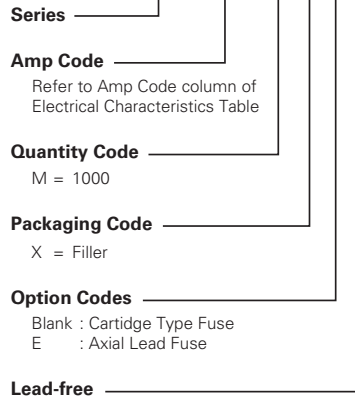 Series
Amp Code
Refer to Amp Code column of
Electrical Characteristics Table
Quantity Code
M = 1000
Packaging Code
X = Filler
Option Codes
Blank : Cartidge Type Fuse
E : Axial Lead Fuse
Lead-free